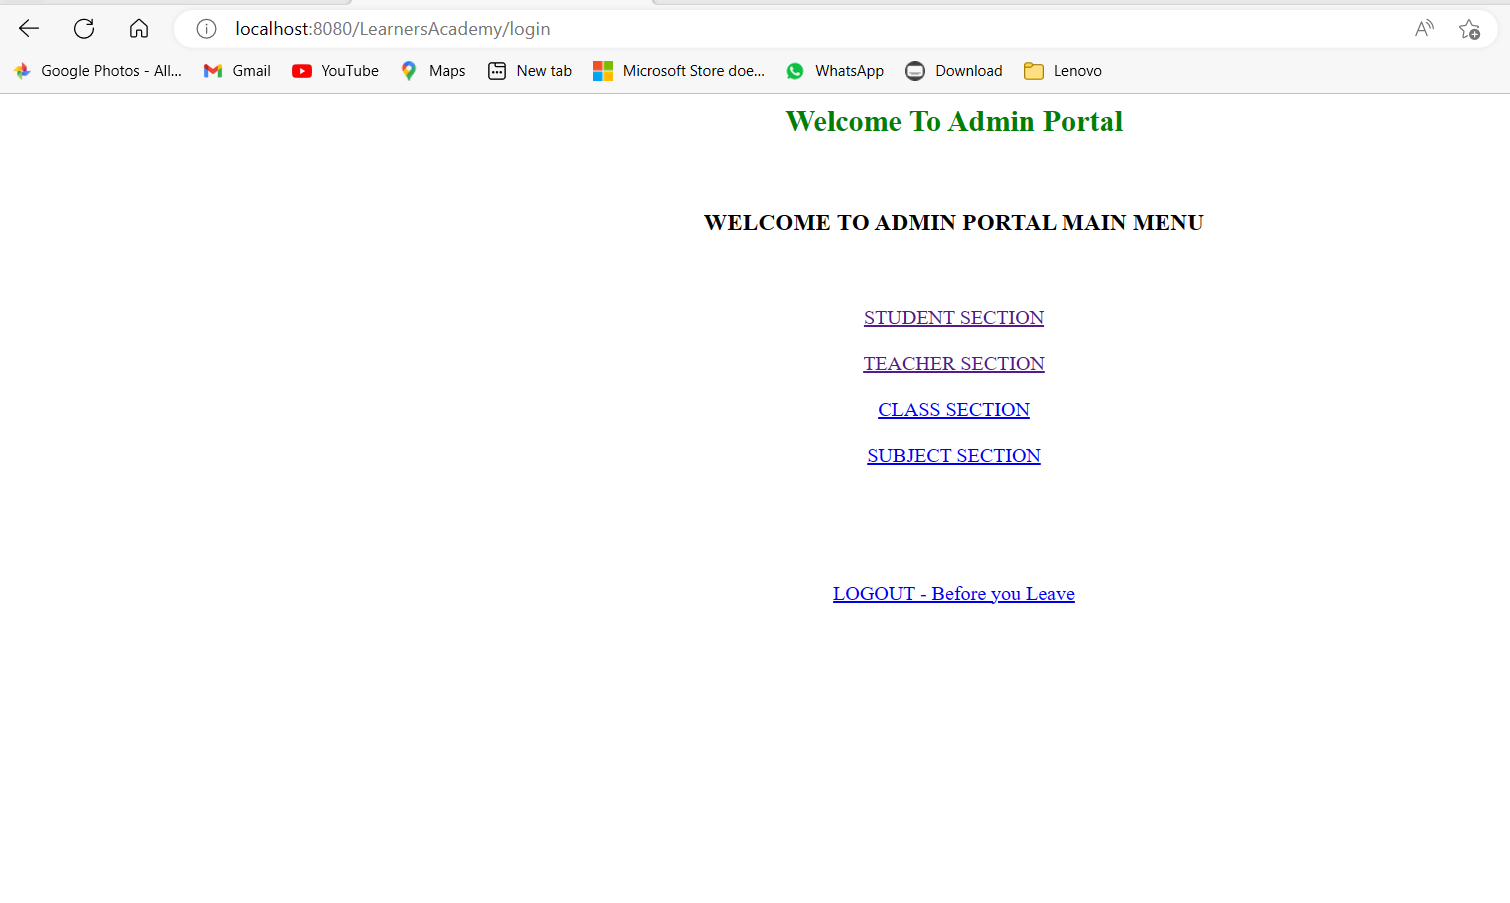 localhost:8080/LearnersAcademy/login
Google Photos - All... Gmail YouTube Maps New tab Microsoft Store doe... WhatsApp Download Lenovo
Welcome To Admin Portal
WELCOME TO ADMIN PORTAL MAIN MENU
STUDENT SECTION
TEACHER SECTION
CLASS SECTION
SUBJECT SECTION
LOGOUT - Before you Leave